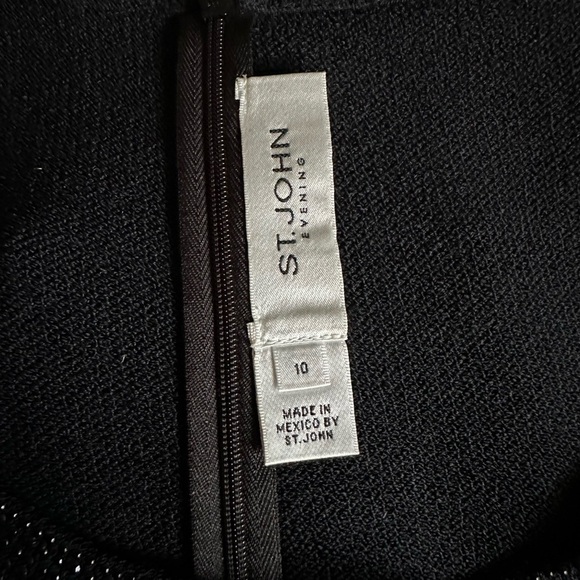 ST. JOHN
EVENING
10
MADE IN
MEXICO BY
ST. JOHN